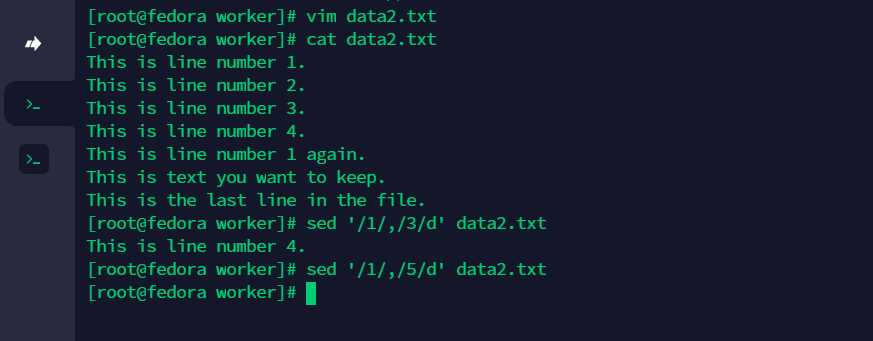 [root@fedora worker]# vim data2.txt
[root@fedora worker]# cat data2.txt
This is line number 1.
This is line number 2.
This is line number 3.
This is line number 4.
This is line number 1 again.
This is text you want to keep.
This is the last line in the file.
[root@fedora worker]# sed '/1/,/3/d' data2.txt
This is line number 4.
[root@fedora worker]# sed '/1/,/5/d' data2.txt
[root@fedora worker]#